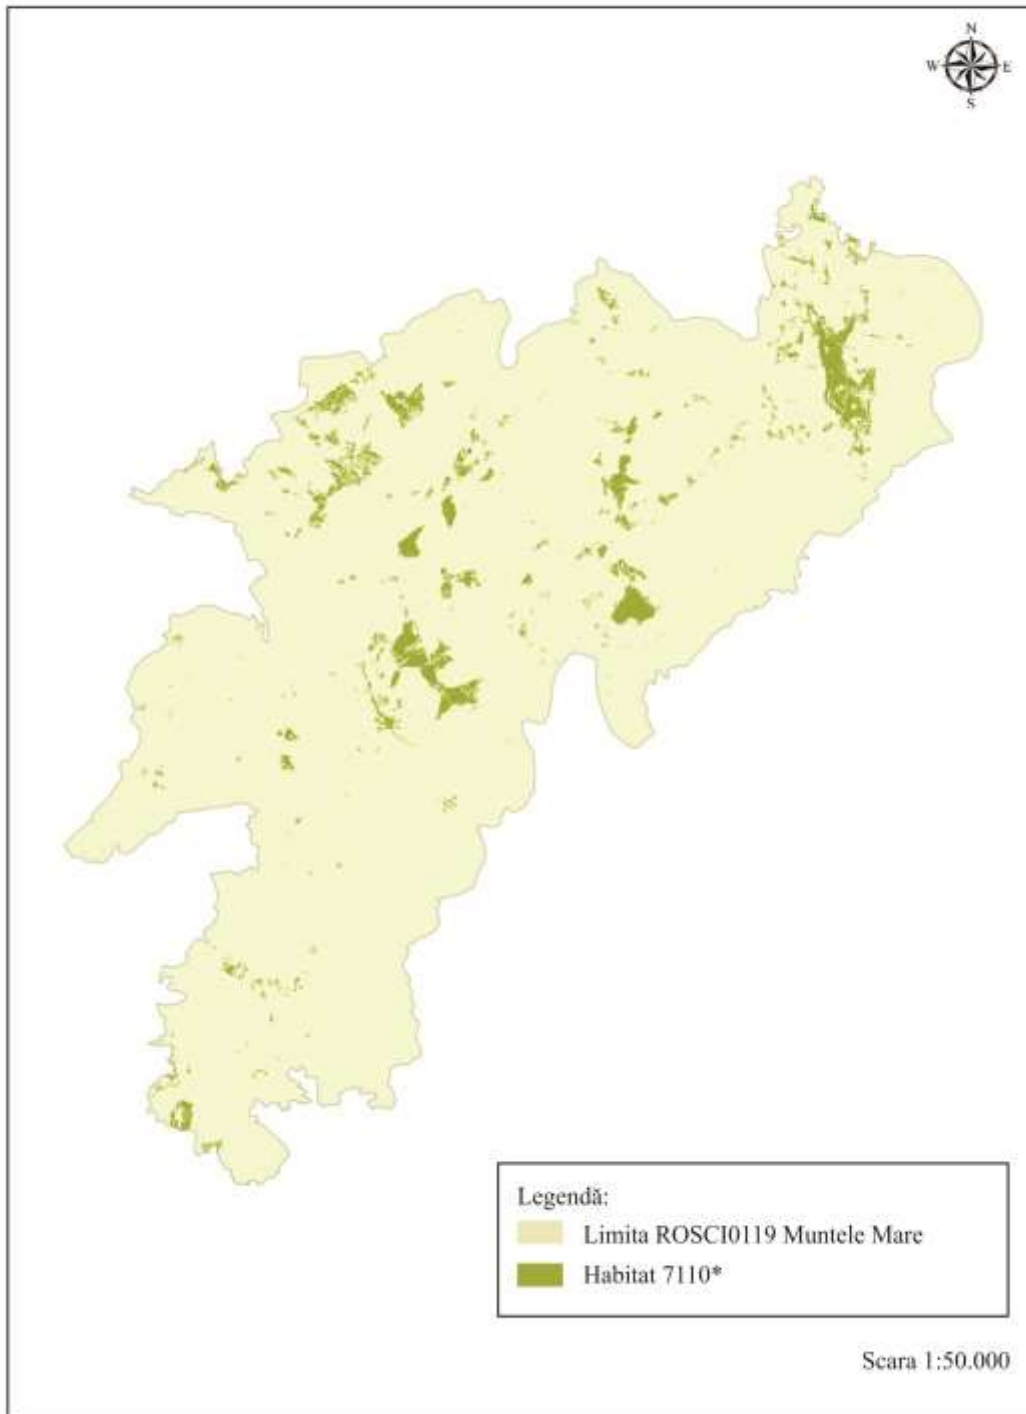 N
W E
S
Legendă:
Limita ROSCI0119 Muntele Mare
Habitat 7110*
Scara 1:50.000